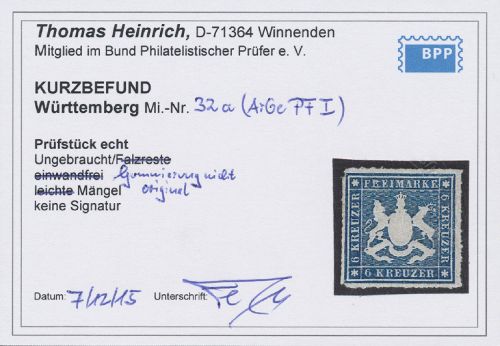 Thomas Heinrich, D-71364 Winnenden
Mitglied im Bund Philatelistischer Prüfer e. V.
BPP
KURZBEFUND
Württemberg Mi.-Nr. 32a (ArGe PF I)
Prüfstück echt
Ungebraucht/Falzreste
einwandfrei Gummierung nicht
leichte Mängel original
keine Signatur
FREIMARKE
6 KREUZER
6 KREUZER
6 KREUZER
Datum: 7/12/15 Unterschrift: